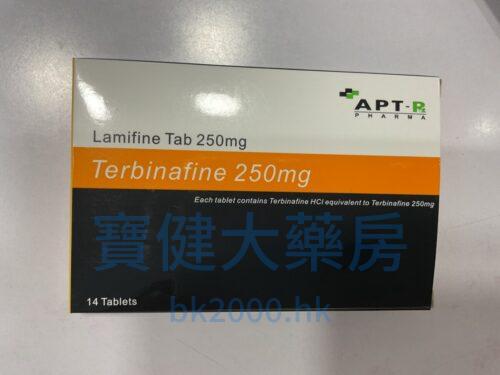 APT-Rx
PHARMA
Lamifine Tab 250mg
Terbinafine 250mg
Each tablet contains Terbinafine HCl equivalent to Terbinafine 250mg
寶健大藥房
14 Tablets
bk2000.hk